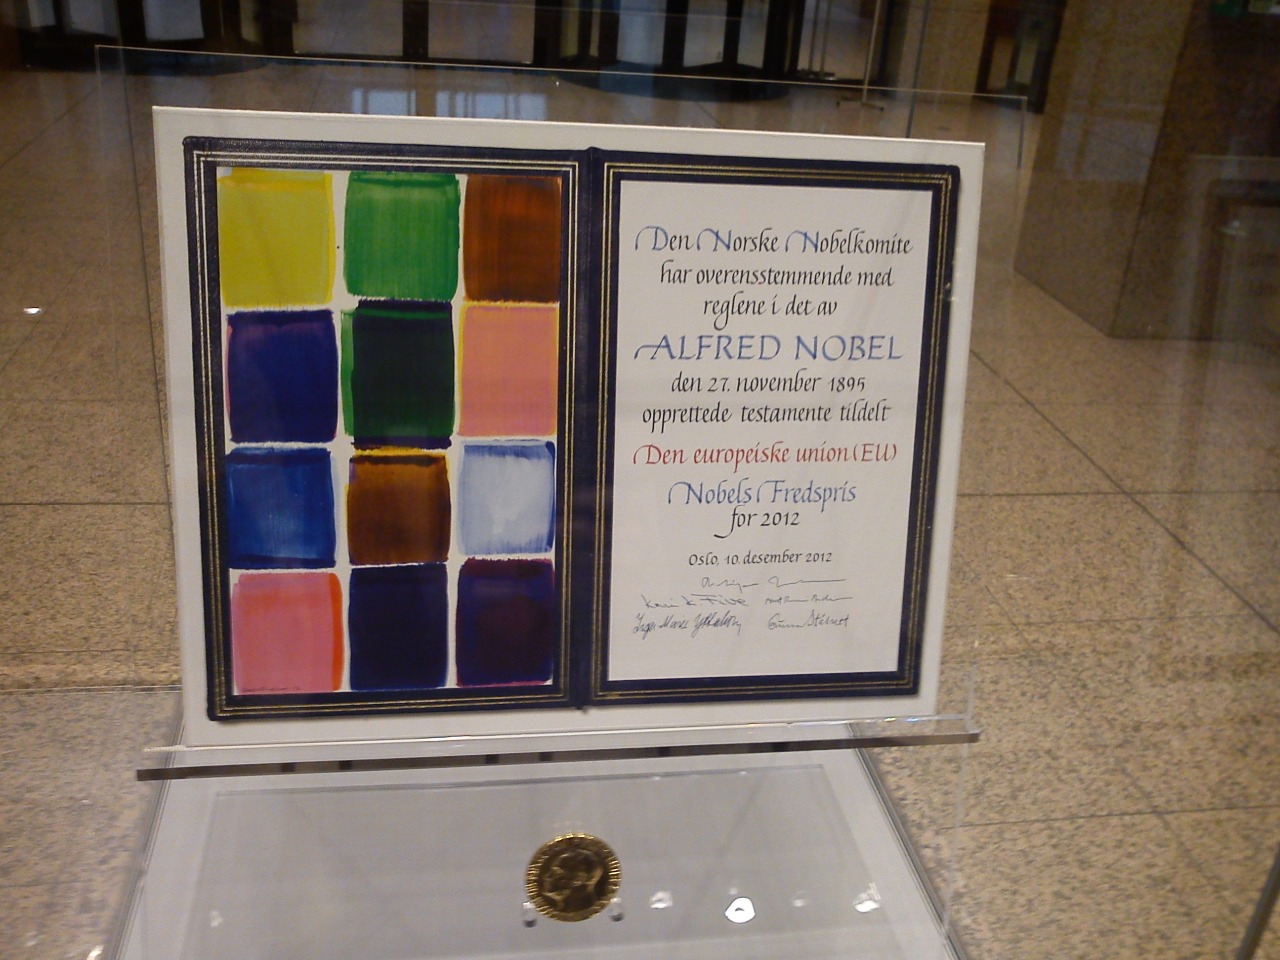 Den Norske Nobelkomite
har overensstemmende med
reglene i det av
ALFRED NOBEL
den 27. november 1895
opprettede testamente tildelt
Den europeiske union (EU)
Nobels Fredspris
for 2012
Oslo, 10. desember 2012